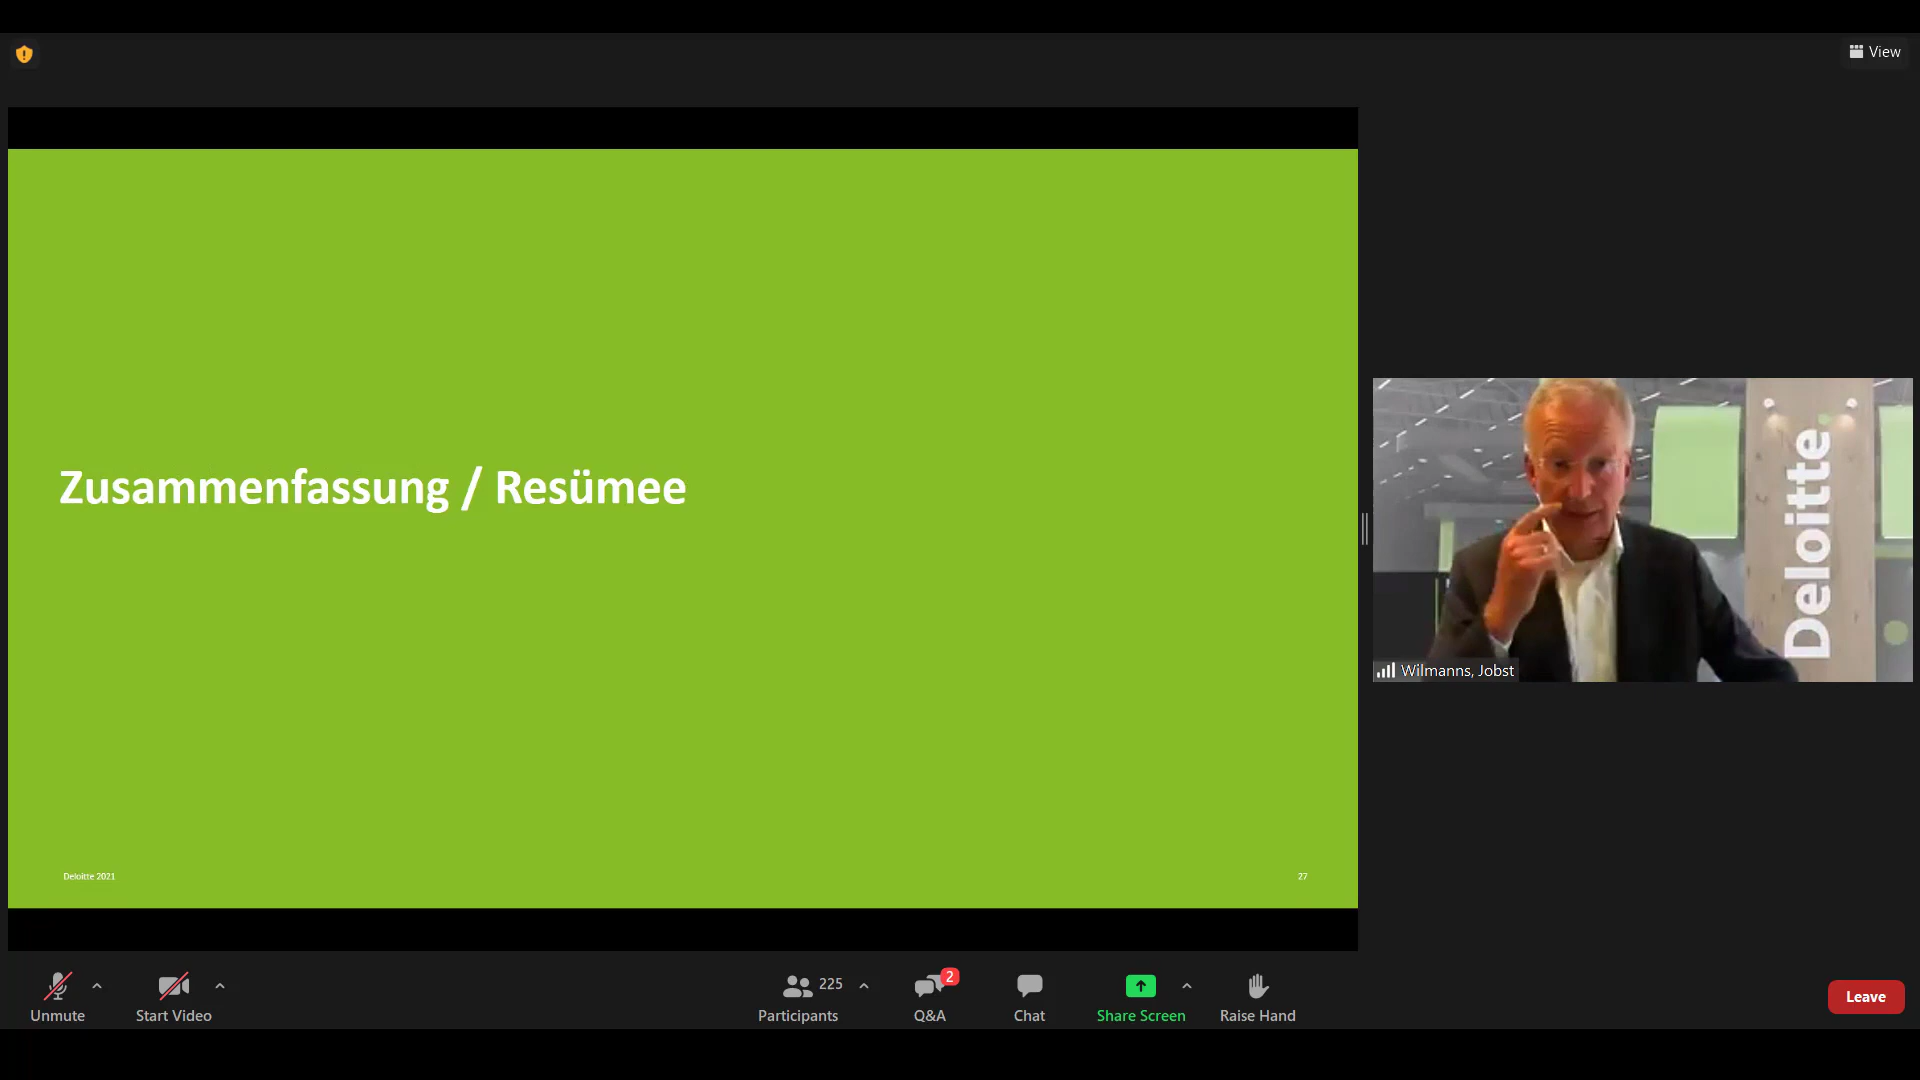 View
Zusammenfassung / Resümee
Deloitte.
Wilmanns, Jobst
Deloitte 2021
27
Unmute
Start Video
225
Participants
2
Q&A
Chat
Share Screen
Raise Hand
Leave